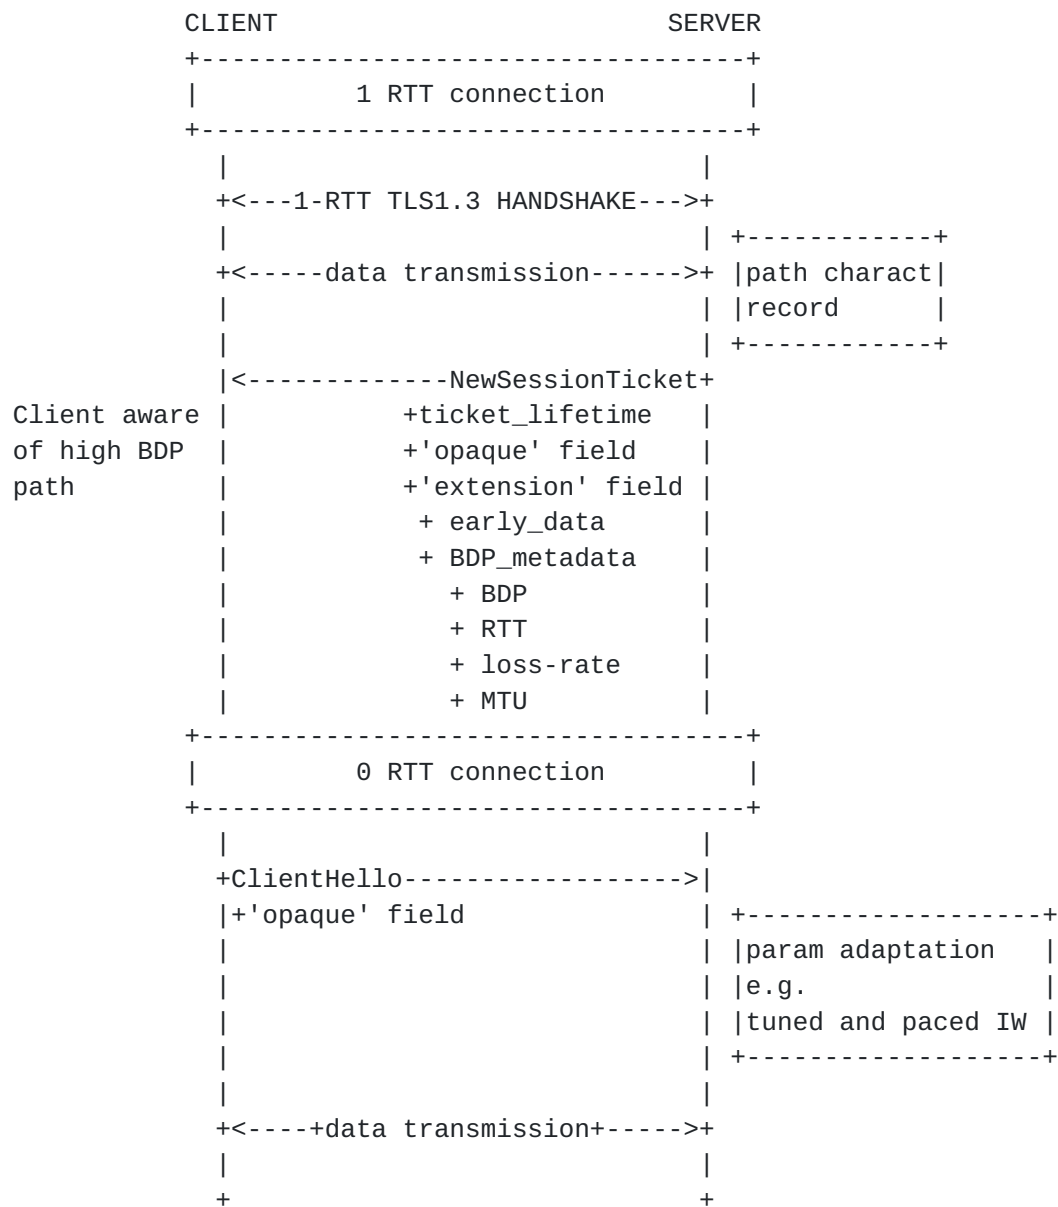 CLIENT                         SERVER
           +-----------------------------------+
           |          1 RTT connection         |
           +-----------------------------------+
             |                              |
             +<---1-RTT TLS1.3 HANDSHAKE--->+
             |                              | +------------+
             +<-----data transmission------>+ |path charact|
             |                              | |record      |
             |                              | +------------+
             |<-------------NewSessionTicket+
Client aware |           +ticket_lifetime   |
of high BDP  |           +'opaque' field    |
path         |           +'extension' field |
             |            + early_data      |
             |            + BDP_metadata    |
             |              + BDP           |
             |              + RTT           |
             |              + loss-rate     |
             |              + MTU           |
           +-----------------------------------+
           |          0 RTT connection         |
           +-----------------------------------+
             |                              |
             +ClientHello------------------>|
             |+'opaque' field               | +-------------------+
             |                              | |param adaptation   |
             |                              | |e.g.               |
             |                              | |tuned and paced IW |
             |                              | +-------------------+
             |                              |
             +<----+data transmission+----->+
             |                              |
             +                              +